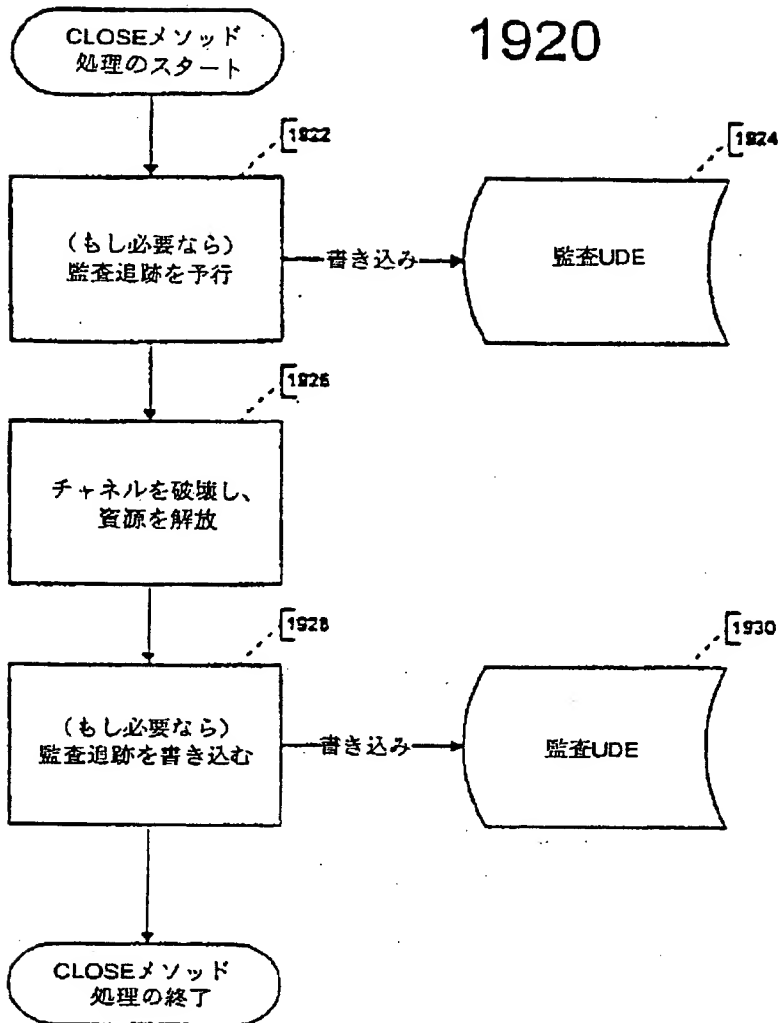 CLOSEメソッド
処理のスタート
1920
1922
1924
(もし必要なら)
監査追跡を予行
書き込み
監査UDE
1926
チャネルを破壊し、
資源を解放
1928
1930
(もし必要なら)
監査追跡を書き込む
書き込み
監査UDE
CLOSEメソッド
処理の終了